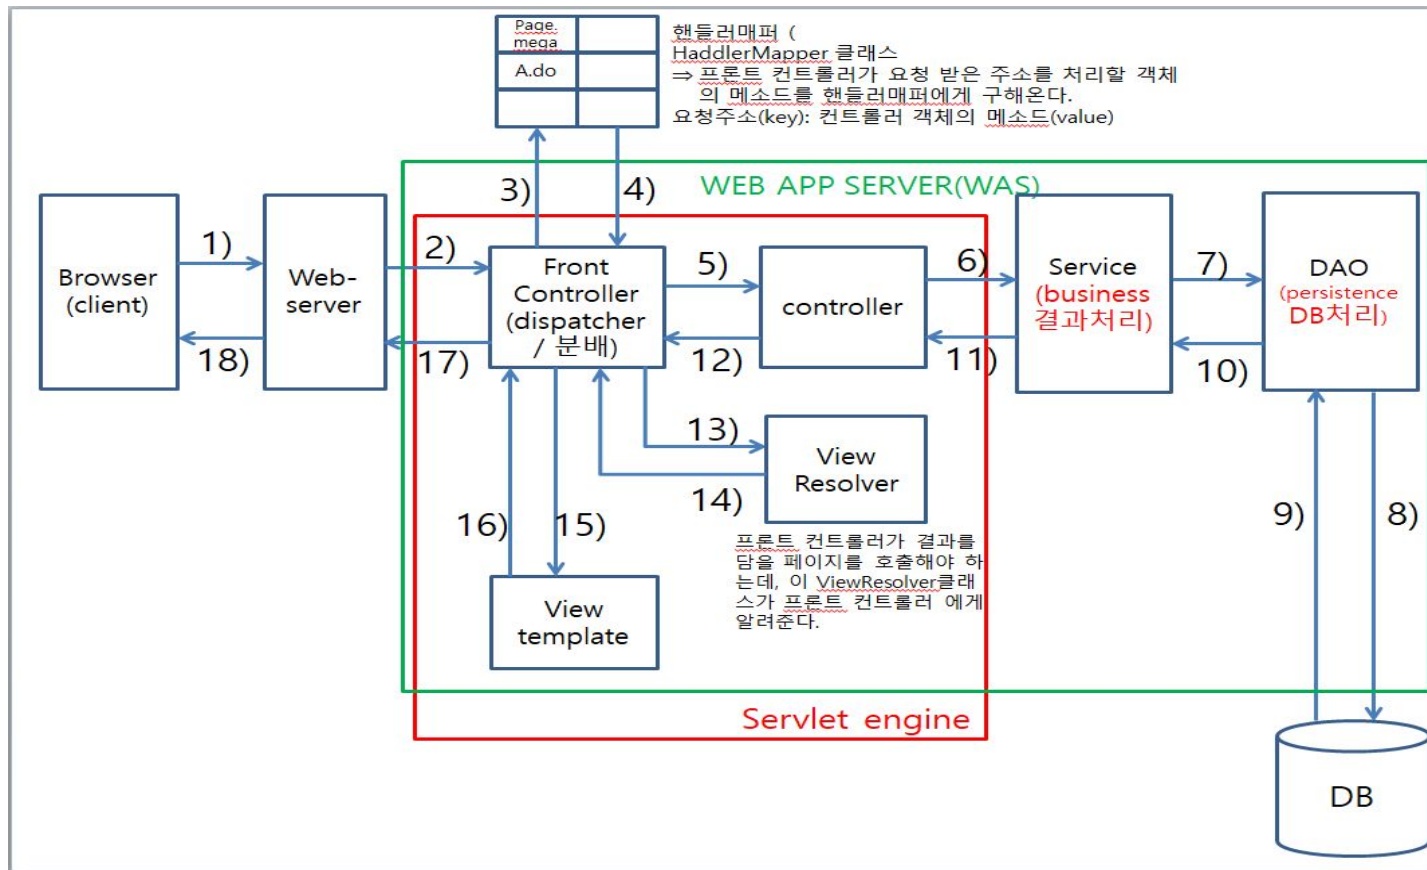 Page.
mega
A.do
핸들러매퍼 (
HaddlerMapper 클래스
⇒ 프론트 컨트롤러가 요청 받은 주소를 처리할 객체
의 메소드를 핸들러매퍼에게 구해온다.
요청주소(key): 컨트롤러 객체의 메소드(value)
WEB APP SERVER(WAS)
3)
4)
Browser
(client)
1)
18)
Web-
server
2)
17)
Front
Controller
(dispatcher
/ 분배)
5)
12)
controller
6)
11)
Service
(business
결과처리)
7)
10)
DAO
(persistence
DB처리)
13)
14)
View
Resolver
16)
15)
9)
8)
프론트 컨트롤러가 결과를
담을 페이지를 호출해야 하
는데, 이 ViewResolver클래
스가 프론트 컨트롤러 에게
알려준다.
View
template
Servlet engine
DB